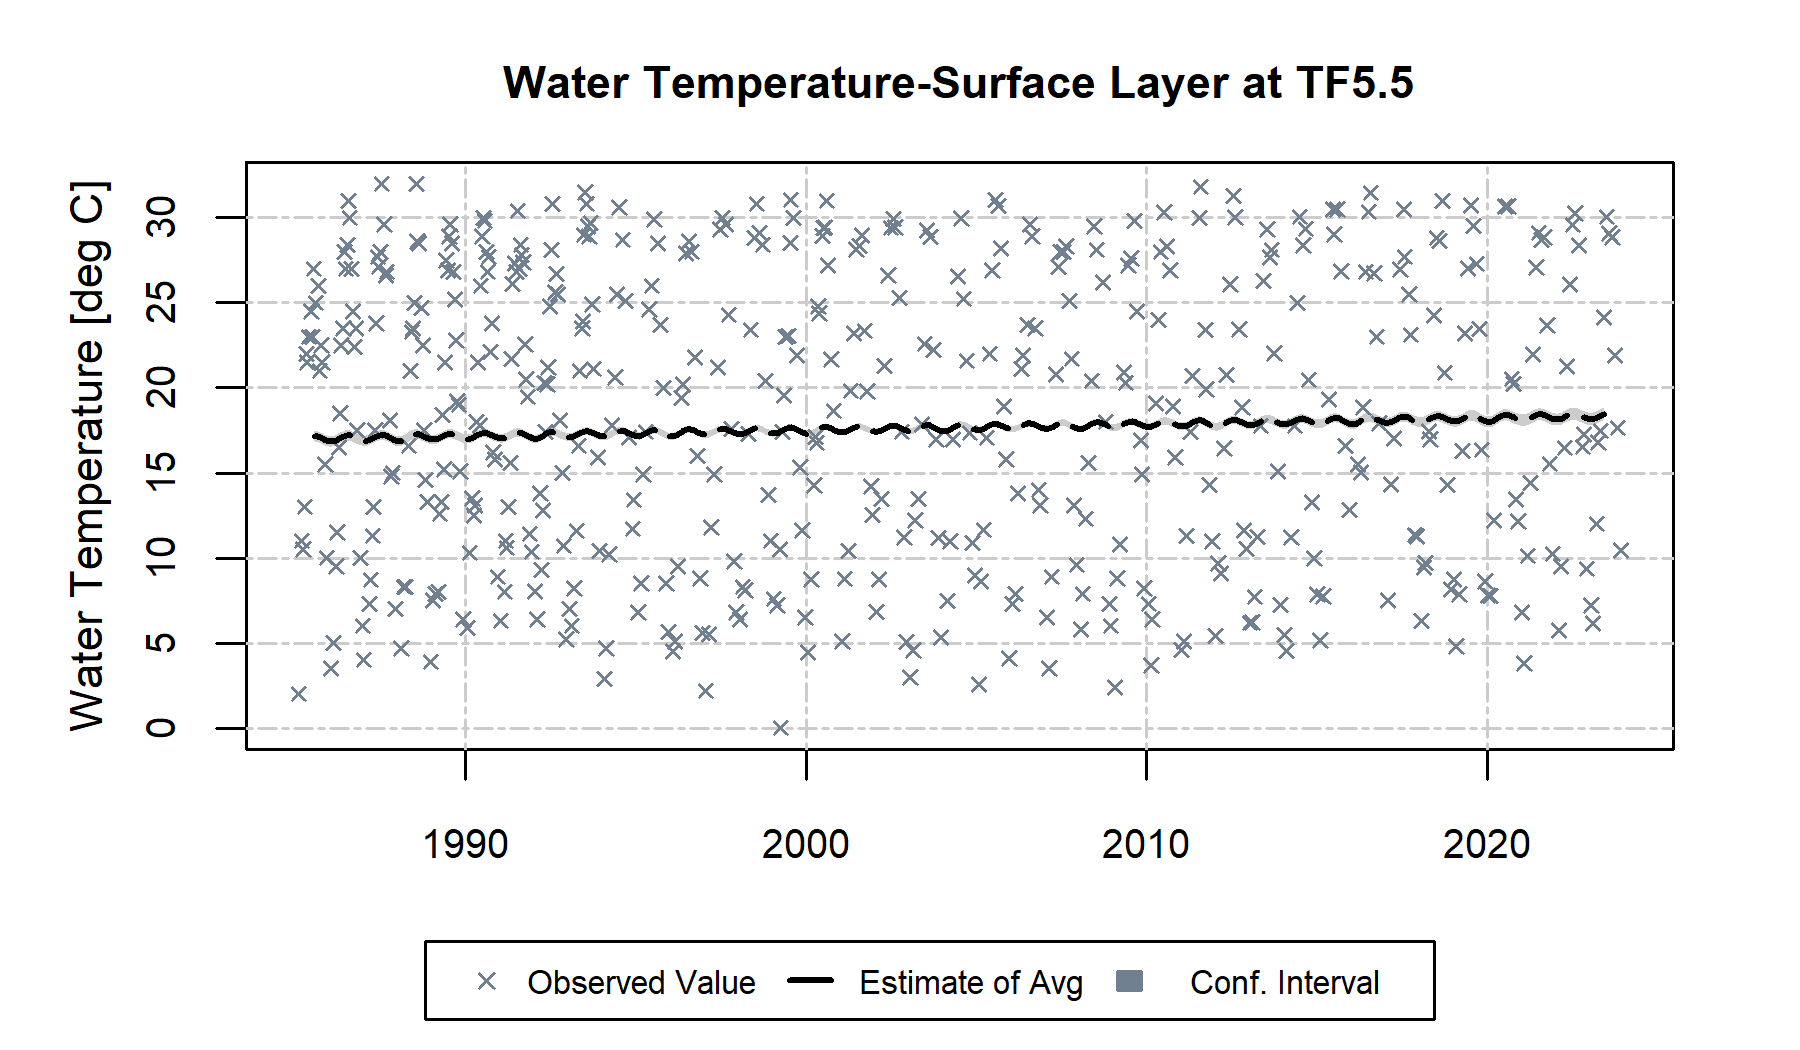 Water Temperature-Surface Layer at TF5.5
Water Temperature [deg C]
30
25
20
15
10
5
0
1990 2000 2010 2020
Observed Value Estimate of Avg Conf. Interval